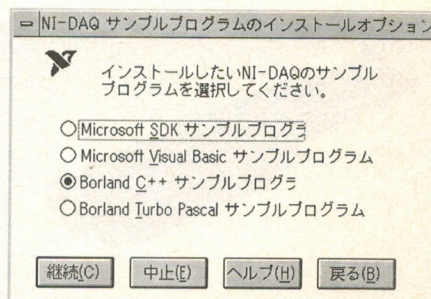 NI-DAQ サンプルプログラムのインストールオプション
インストールしたいNI-DAQのサンプル
プログラムを選択してください。
Microsoft SDK サンプルプログラ
Microsoft Visual Basic サンプルプログラム
Borland C++ サンプルプログラ
Borland Turbo Pascal サンプルプログラム
継続(C) 中止(E) ヘルプ(H) 戻る(B)